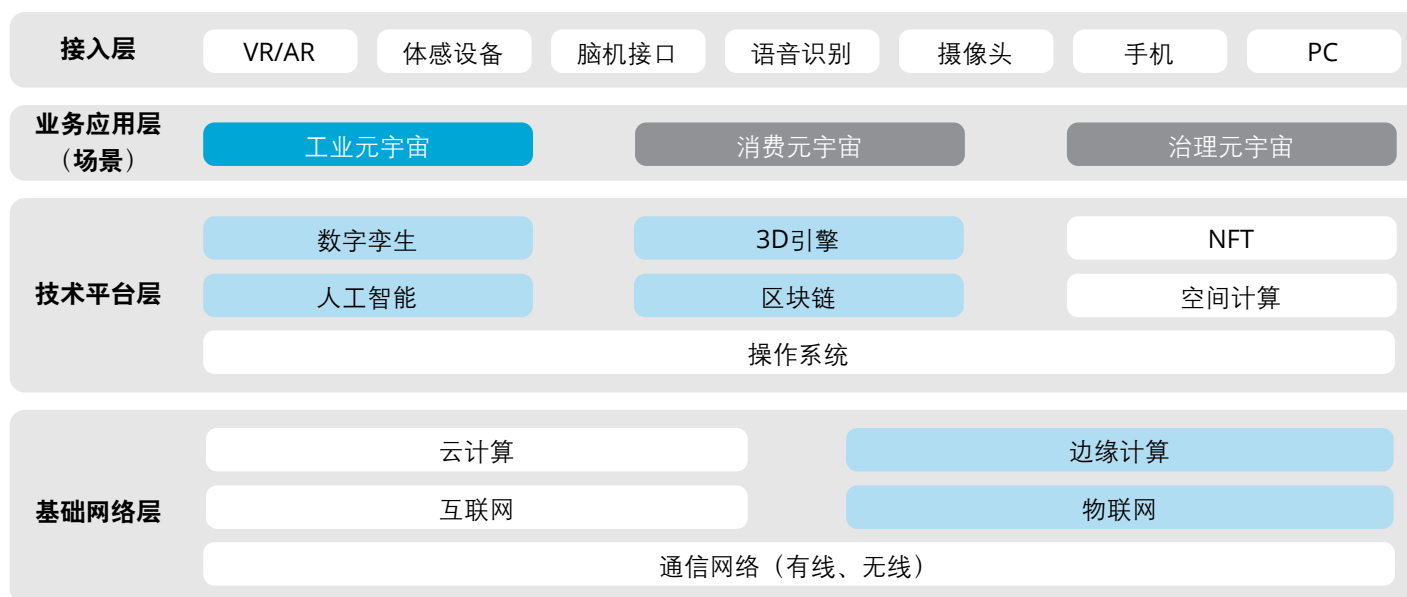 接入层
VR/AR
体感设备
脑机接口
语音识别
摄像头
手机
PC
业务应用层
（场景）
工业元宇宙
消费元宇宙
治理元宇宙
技术平台层
数字孪生
3D引擎
NFT
人工智能
区块链
空间计算
操作系统
基础网络层
云计算
边缘计算
互联网
物联网
通信网络（有线、无线）